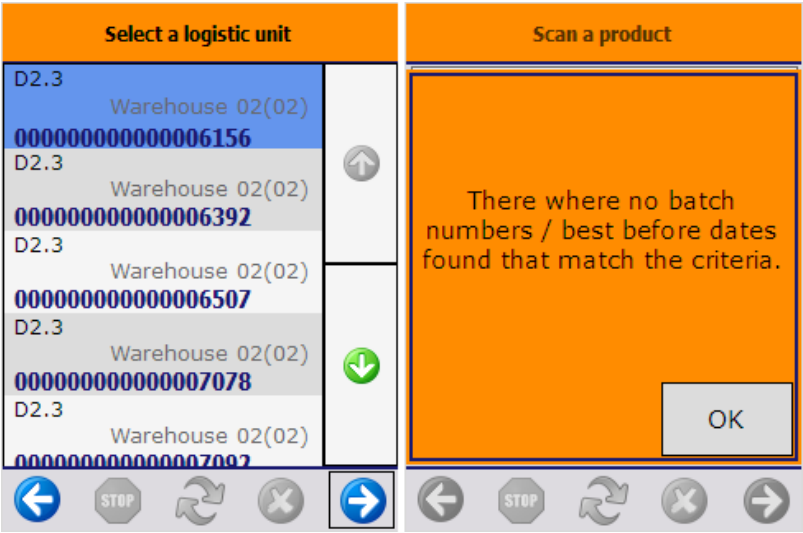 Select a logistic unit
D2.3
Warehouse 02(02)
000000000000006156
D2.3
Warehouse 02(02)
000000000000006392
D2.3
Warehouse 02(02)
000000000000006507
D2.3
Warehouse 02(02)
000000000000007078
D2.3
Warehouse 02(02)
000000000000007092
STOP
Scan a product
There where no batch
numbers / best before dates
found that match the criteria.
OK
STOP